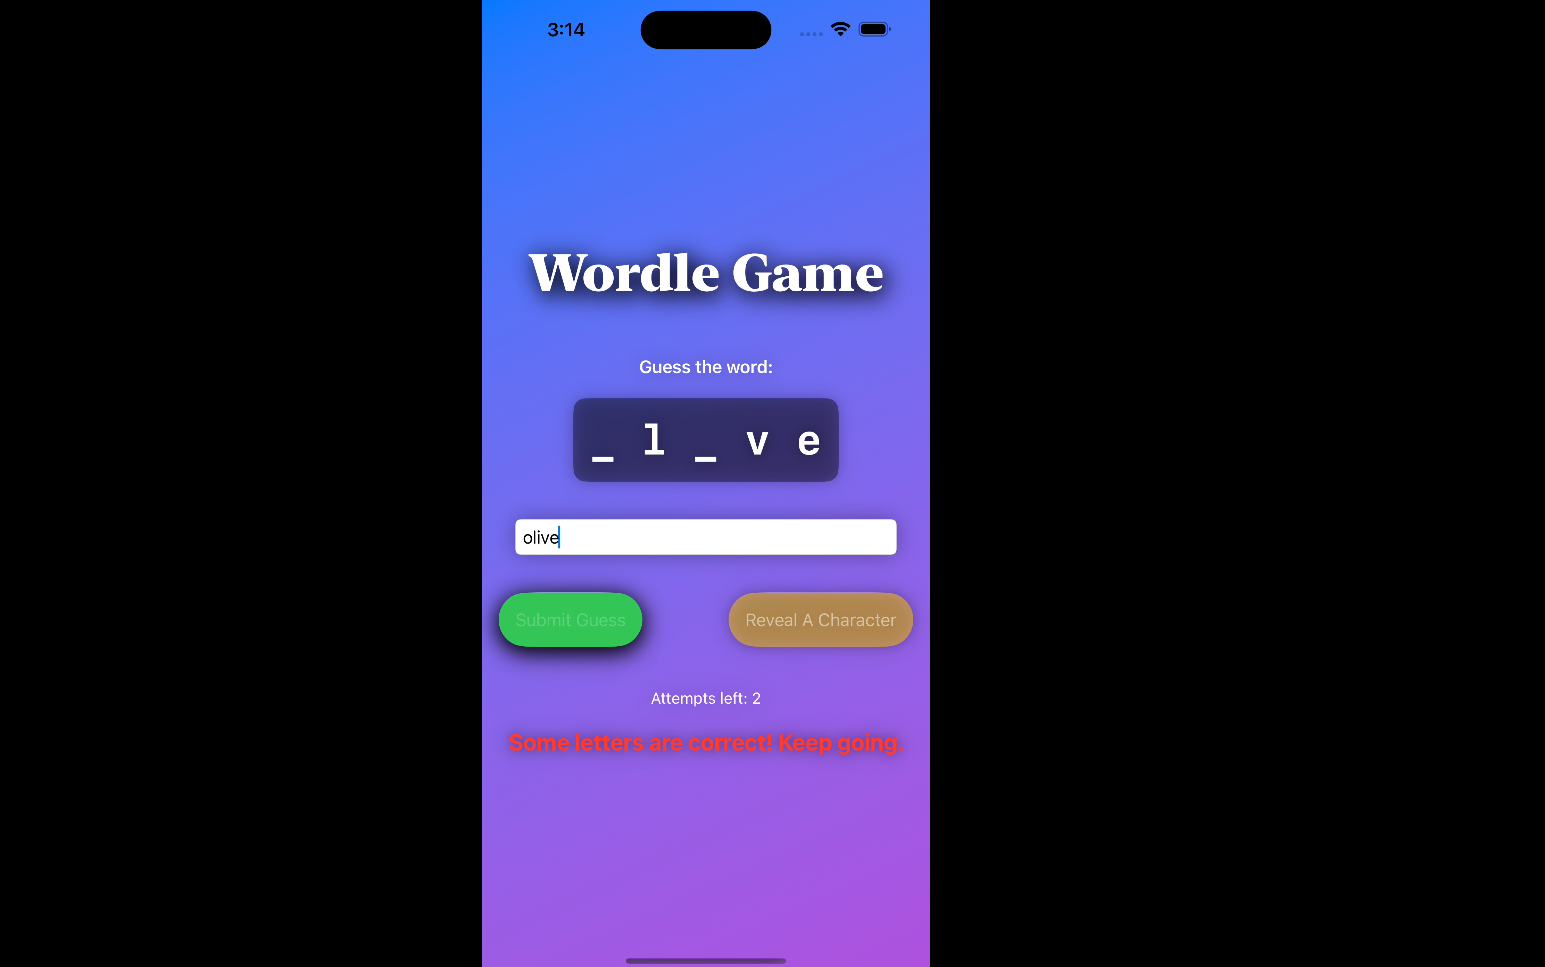 3:14
Wordle Game
Guess the word:
_ l _ v e
olive
Submit Guess
Reveal A Character
Attempts left: 2
Some letters are correct! Keep going.